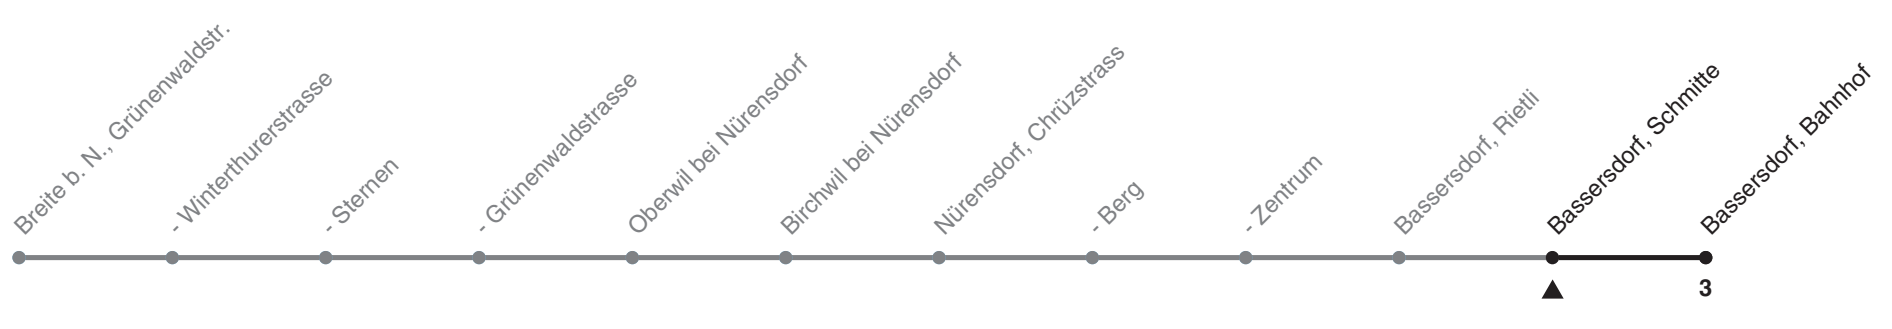 Breite b. N., Grünenwaldstr.
- Winterthurerstrasse
- Sternen
- Grünenwaldstrasse
Oberwil bei Nürensdorf
Birchwil bei Nürensdorf
Nürensdorf, Chrüzstrass
- Berg
- Zentrum
Bassersdorf, Rietli
Bassersdorf, Schmitte
Bassersdorf, Bahnhof
3